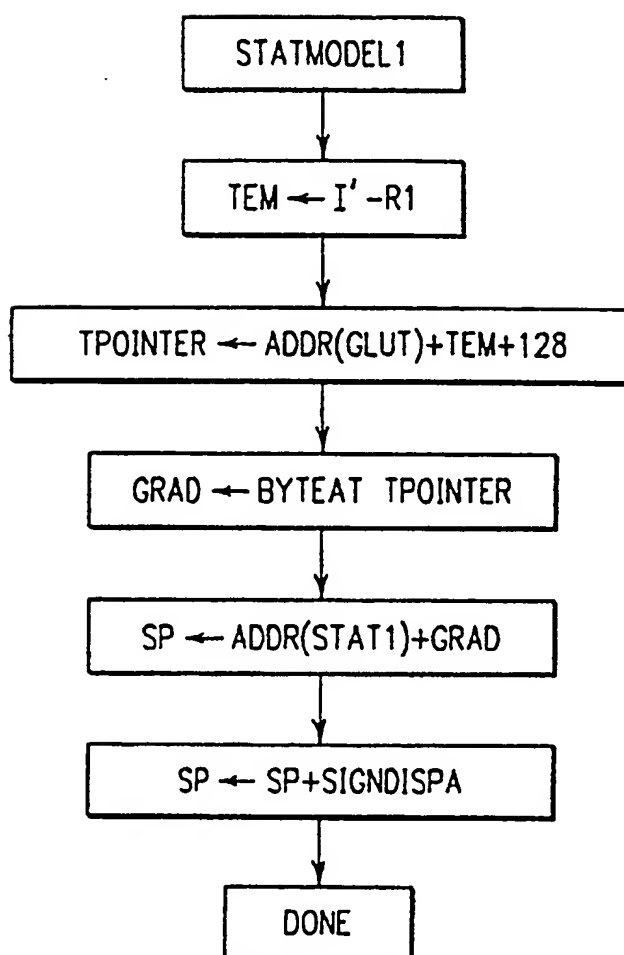 STATMODEL1
TEM ← I' -R1
TPOINTER ← ADDR(GLUT)+TEM+128
GRAD ← BYTEAT TPOINTER
SP ← ADDR(STAT1)+GRAD
SP ← SP+SIGNDISPA
DONE